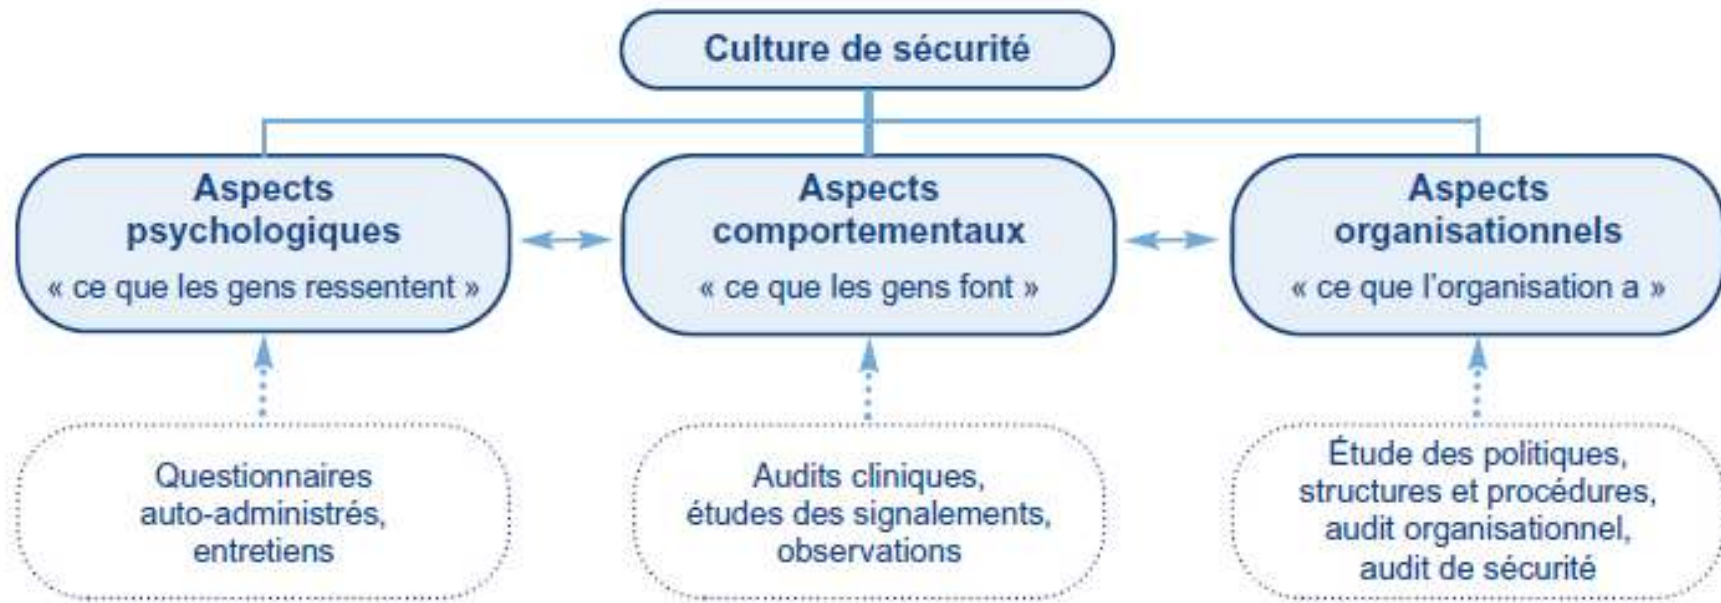 Culture de sécurité
Aspects
psychologiques
« ce que les gens ressentent »
Aspects
comportementaux
« ce que les gens font »
Aspects
organisationnels
« ce que l'organisation a »
Questionnaires
auto-administrés,
entretiens
Audits cliniques,
études des signalements,
observations
Étude des politiques,
structures et procédures,
audit organisationnel,
audit de sécurité